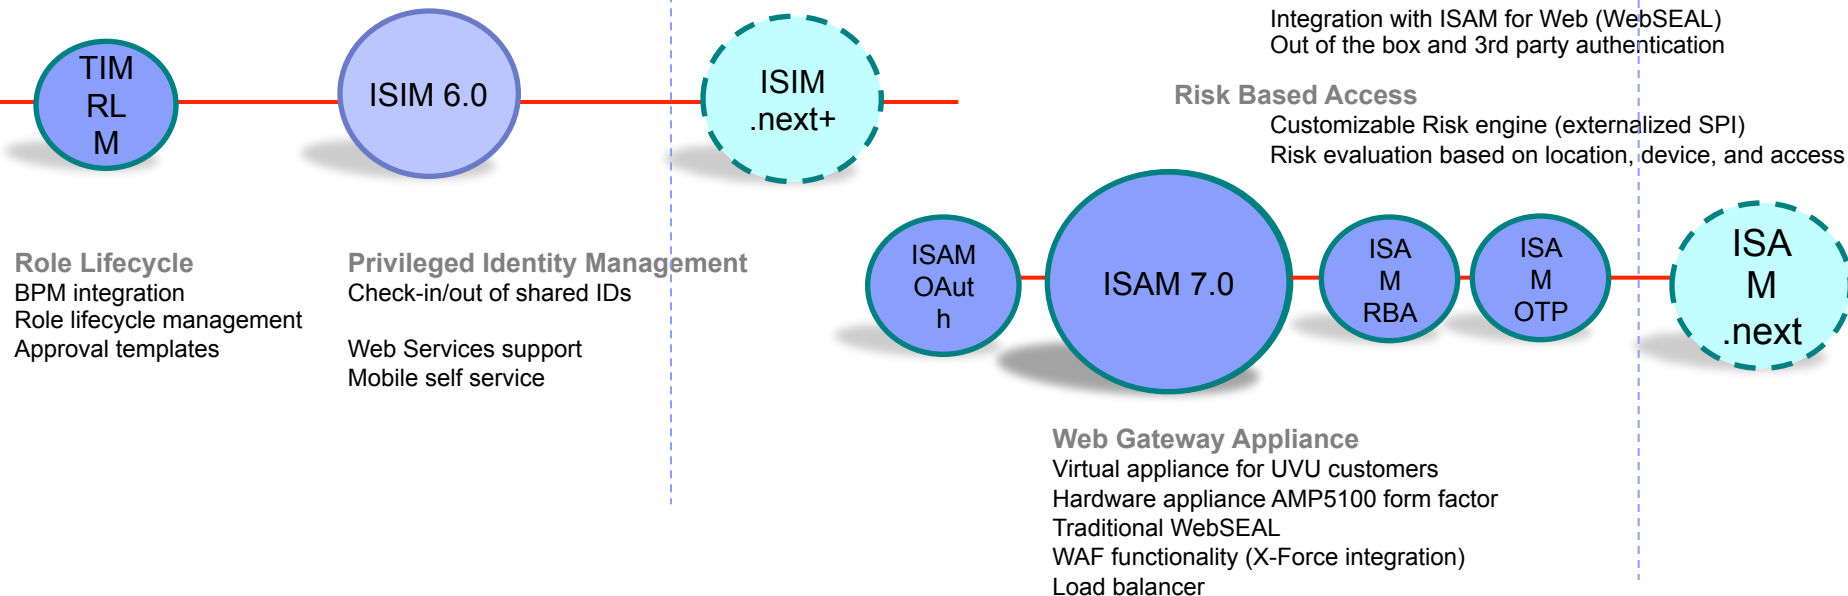 Integration with ISAM for Web (WebSEAL)
Out of the box and 3rd party authentication
TIM
RL
M
ISIM 6.0
ISIM
.next+
Risk Based Access
Customizable Risk engine (externalized SPI)
Risk evaluation based on location, device, and access
Role Lifecycle
BPM integration
Role lifecycle management
Approval templates
Privileged Identity Management
Check-in/out of shared IDs
Web Services support
Mobile self service
ISAM
OAut
h
ISAM 7.0
ISA
M
RBA
ISA
M
OTP
ISA
M
.next
Web Gateway Appliance
Virtual appliance for UVU customers
Hardware appliance AMP5100 form factor
Traditional WebSEAL
WAF functionality (X-Force integration)
Load balancer